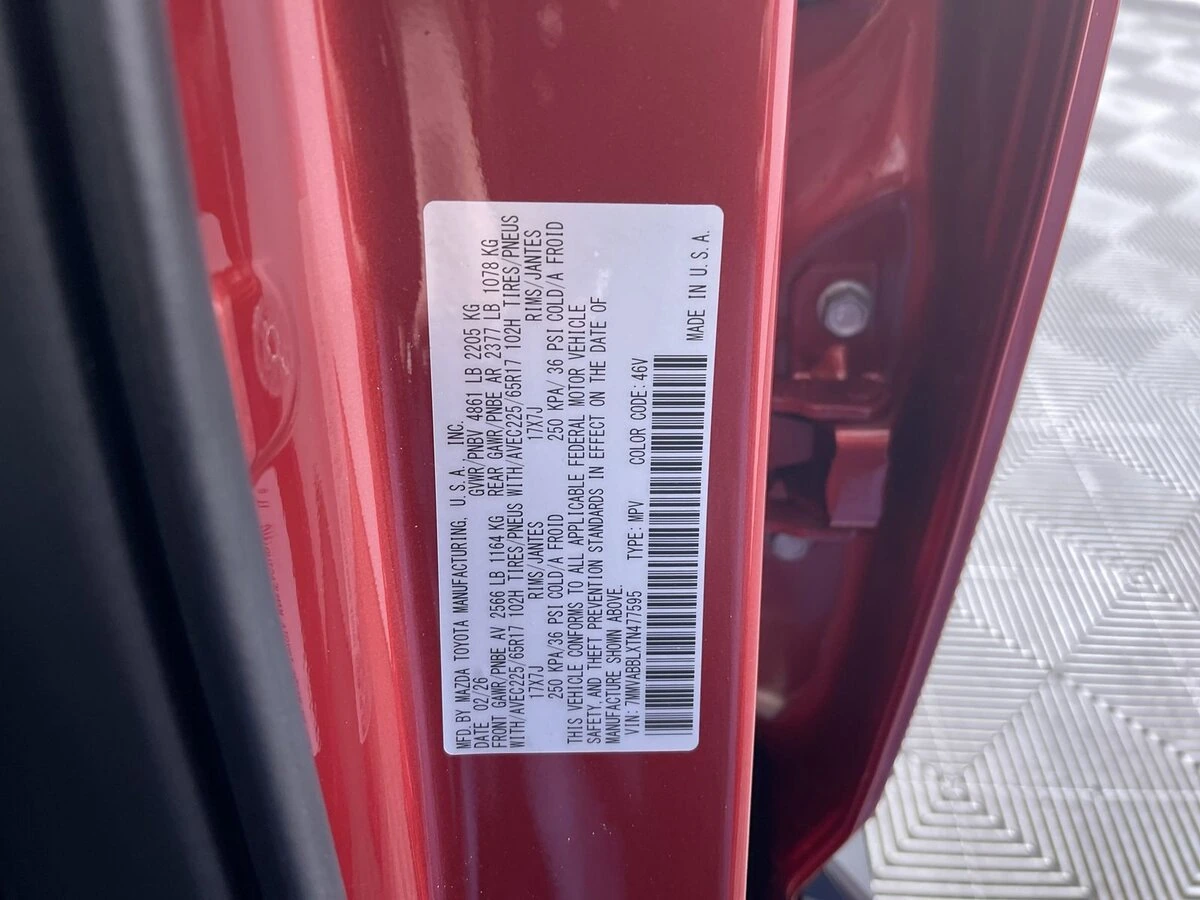 MFD.BY MAZDA TOYOTA MANUFACTURING, U.S.A., INC.
DATE 02/26 GVWR/PNBV 4861 LB 2205 KG
FRONT GAWR/PNBE AV 2566 LB 1164 KG REAR GAWR/PNBE AR 2377 LB 1078 KG
WITH/AVEC225/65R17 102H TIRES/PNEUS WITH/AVEC225/65R17 102H TIRES/PNEUS
17X7J RIMS/JANTES 17X7J RIMS/JANTES
250 KPA/36 PSI COLD/A FROID 250 KPA/ 36 PSI COLD/A FROID
THIS VEHICLE CONFORMS TO ALL APPLICABLE FEDERAL MOTOR VEHICLE
SAFETY AND THEFT PREVENTION STANDARDS IN EFFECT ON THE DATE OF
MANUFACTURE SHOWN ABOVE.
VIN: 7MMVABBLXTN477595 TYPE: MPV COLOR CODE: 46V
MADE IN U.S.A.